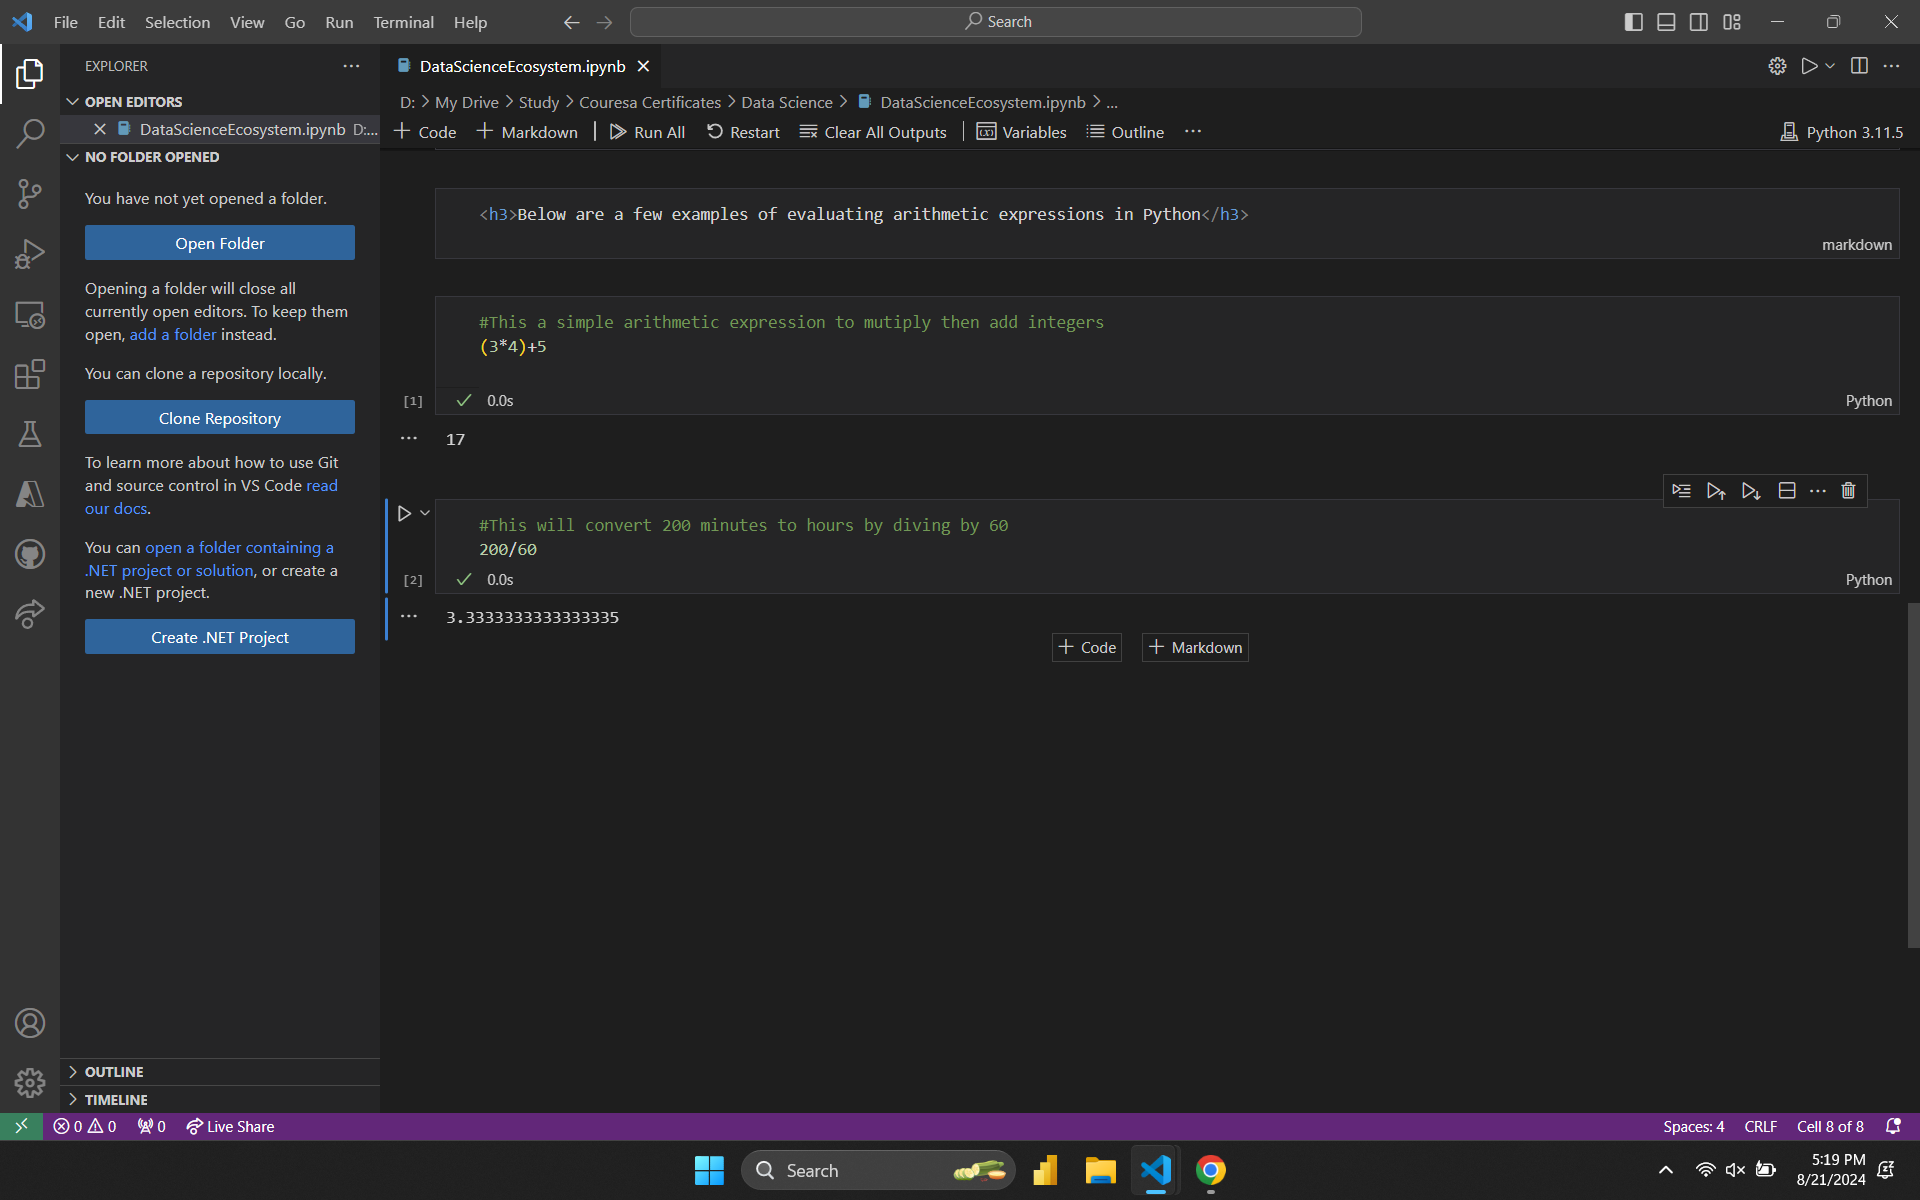 File Edit Selection View Go Run Terminal Help
Search
EXPLORER
OPEN EDITORS
DataScienceEcosystem.ipynb D:...
NO FOLDER OPENED
You have not yet opened a folder.
Open Folder
Opening a folder will close all
currently open editors. To keep them
open, add a folder instead.
You can clone a repository locally.
Clone Repository
To learn more about how to use Git
and source control in VS Code read
our docs.
You can open a folder containing a
.NET project or solution, or create a
new .NET project.
Create .NET Project
OUTLINE
TIMELINE
DataScienceEcosystem.ipynb
D: > My Drive > Study > Couresa Certificates > Data Science > DataScienceEcosystem.ipynb > ...
+ Code + Markdown | Run All Restart Clear All Outputs | Variables Outline ... Python 3.11.5
<h3>Below are a few examples of evaluating arithmetic expressions in Python</h3>
markdown
#This a simple arithmetic expression to mutiply then add integers
(3*4)+5
[1] 0.0s Python
17
#This will convert 200 minutes to hours by diving by 60
200/60
[2] 0.0s Python
3.3333333333333335
+ Code + Markdown
0 0 0 Live Share Spaces: 4 CRLF Cell 8 of 8
Search
5:19 PM
8/21/2024